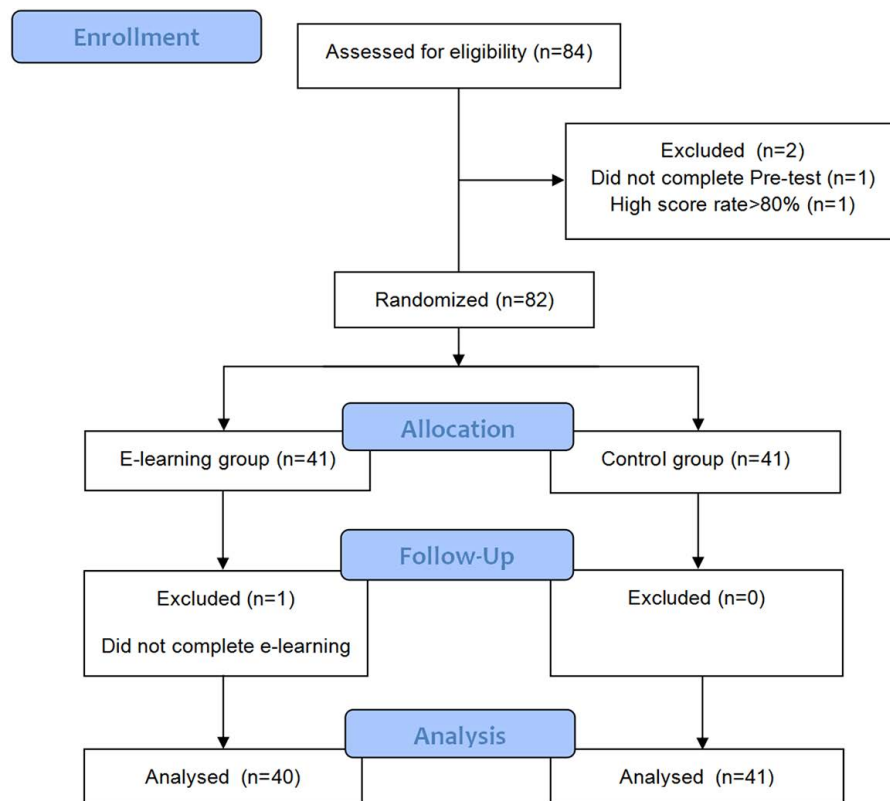 Enrollment
Assessed for eligibility (n=84)
Excluded  (n=2)
Did not complete Pre-test (n=1)
High score rate>80% (n=1)
Randomized (n=82)
Allocation
E-learning group (n=41)
Control group (n=41)
Follow-Up
Excluded (n=1)
Did not complete e-learning
Excluded (n=0)
Analysis
Analysed  (n=40)
Analysed  (n=41)